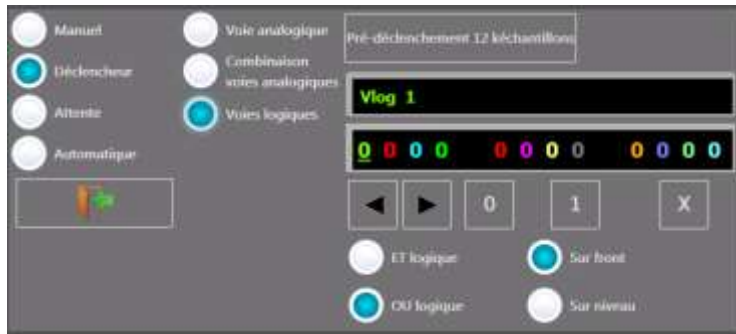 Manuel
Déclencheur
Attente
Automatique
Voie analogique
Combinaison
voies analogiques
Voies logiques
Pré-déclenchement 12 kéchantillons
Vlog 1
0 0 0 0 0 0 0 0 0 0 0 0
0 1 X
ET logique
OU logique
Sur front
Sur niveau